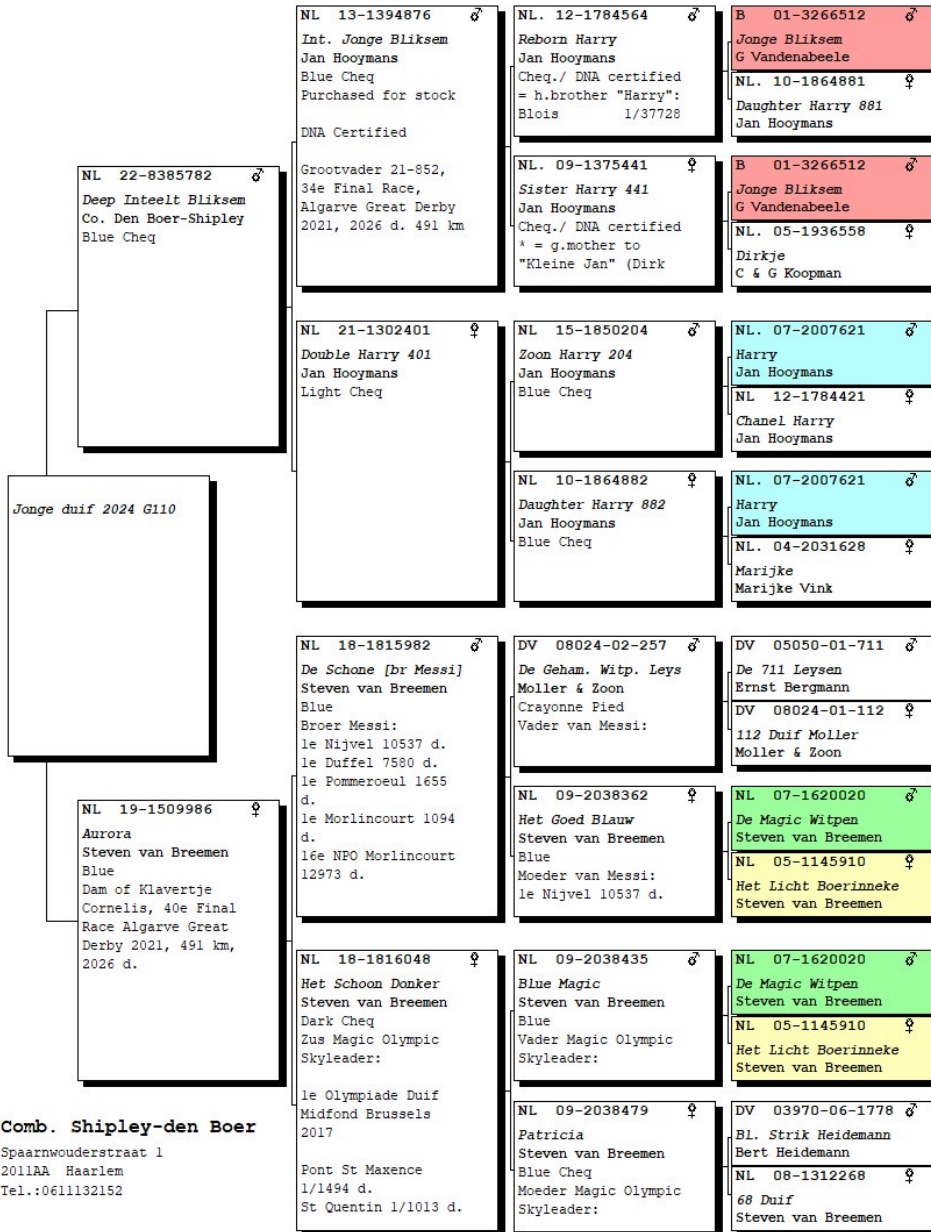 Jonge duif 2024 G110
NL 22-8385782 ♂
Deep Inteelt Bliksem
Co. Den Boer-Shipley
Blue Cheq
NL 19-1509986 ♀
Aurora
Steven van Breemen
Blue
Dam of Klavertje
Cornelis, 40e Final
Race Algarve Great
Derby 2021, 491 km,
2026 d.
NL 13-1394876 ♂
Int. Jonge Bliksem
Jan Hooymans
Blue Cheq
Purchased for stock
DNA Certified
Grootvader 21-852,
34e Final Race,
Algarve Great Derby
2021, 2026 d. 491 km
NL 21-1302401 ♀
Double Harry 401
Jan Hooymans
Light Cheq
NL 18-1815982 ♂
De Schone [br Messi]
Steven van Breemen
Blue
Broer Messi:
1e Nijvel 10537 d.
1e Duffel 7580 d.
1e Pommeroeul 1655
d.
1e Morlincourt 1094
d.
16e NPO Morlincourt
12973 d.
NL 18-1816048 ♀
Het Schoon Donker
Steven van Breemen
Dark Cheq
Zus Magic Olympic
Skyleader:
1e Olympiade Duif
Midfond Brussels
2017
Pont St Maxence
1/1494 d.
St Quentin 1/1013 d.
NL. 12-1784564 ♂
Reborn Harry
Jan Hooymans
Cheq./ DNA certified
= h.brother "Harry":
Blois 1/37728
NL. 09-1375441 ♀
Sister Harry 441
Jan Hooymans
Cheq./ DNA certified
* = g.mother to
"Kleine Jan" (Dirk
NL 15-1850204 ♂
Zoon Harry 204
Jan Hooymans
Blue Cheq
NL 10-1864882 ♀
Daughter Harry 882
Jan Hooymans
Blue Cheq
DV 08024-02-257 ♂
De Geham. Witp. Leys
Moller & Zoon
Crayonne Pied
Vader van Messi:
NL 09-2038362 ♀
Het Goed Blauw
Steven van Breemen
Blue
Moeder van Messi:
1e Nijvel 10537 d.
NL 09-2038435 ♂
Blue Magic
Steven van Breemen
Blue
Vader Magic Olympic
Skyleader:
NL 09-2038479 ♀
Patricia
Steven van Breemen
Blue Cheq
Moeder Magic Olympic
Skyleader:
B 01-3266512 ♂
Jonge Bliksem
G Vandenabeele
NL. 10-1864881 ♀
Daughter Harry 881
Jan Hooymans
B 01-3266512 ♂
Jonge Bliksem
G Vandenabeele
NL. 05-1936558 ♀
Dirkje
C & G Koopman
NL. 07-2007621 ♂
Harry
Jan Hooymans
NL 12-1784421 ♀
Chanel Harry
Jan Hooymans
NL. 07-2007621 ♂
Harry
Jan Hooymans
NL. 04-2031628 ♀
Marijke
Marijke Vink
DV 05050-01-711 ♂
De 711 Leysen
Ernst Bergmann
DV 08024-01-112 ♀
112 Duif Moller
Moller & Zoon
NL 07-1620020 ♂
De Magic Witpen
Steven van Breemen
NL 05-1145910 ♀
Het Licht Boerinneke
Steven van Breemen
NL 07-1620020 ♂
De Magic Witpen
Steven van Breemen
NL 05-1145910 ♀
Het Licht Boerinneke
Steven van Breemen
DV 03970-06-1778 ♂
Bl. Strik Heidemann
Bert Heidemann
NL 08-1312268 ♀
68 Duif
Steven van Breemen
Comb. Shipley-den Boer
Spaarnwouderstraat 1
2011AA Haarlem
Tel.:0611132152